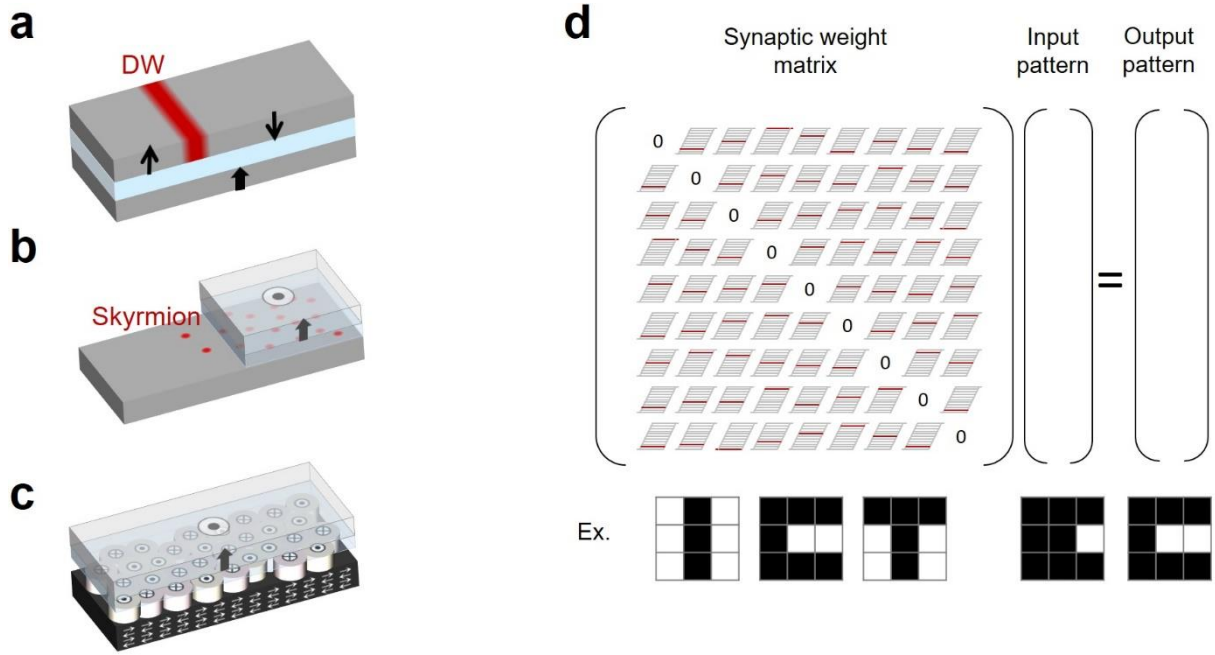 a
DW
b
Skyrmion
c
d
Synaptic weight
matrix
Input
pattern
Output
pattern
0
0
0
0
0
0
0
0
0
=
Ex.